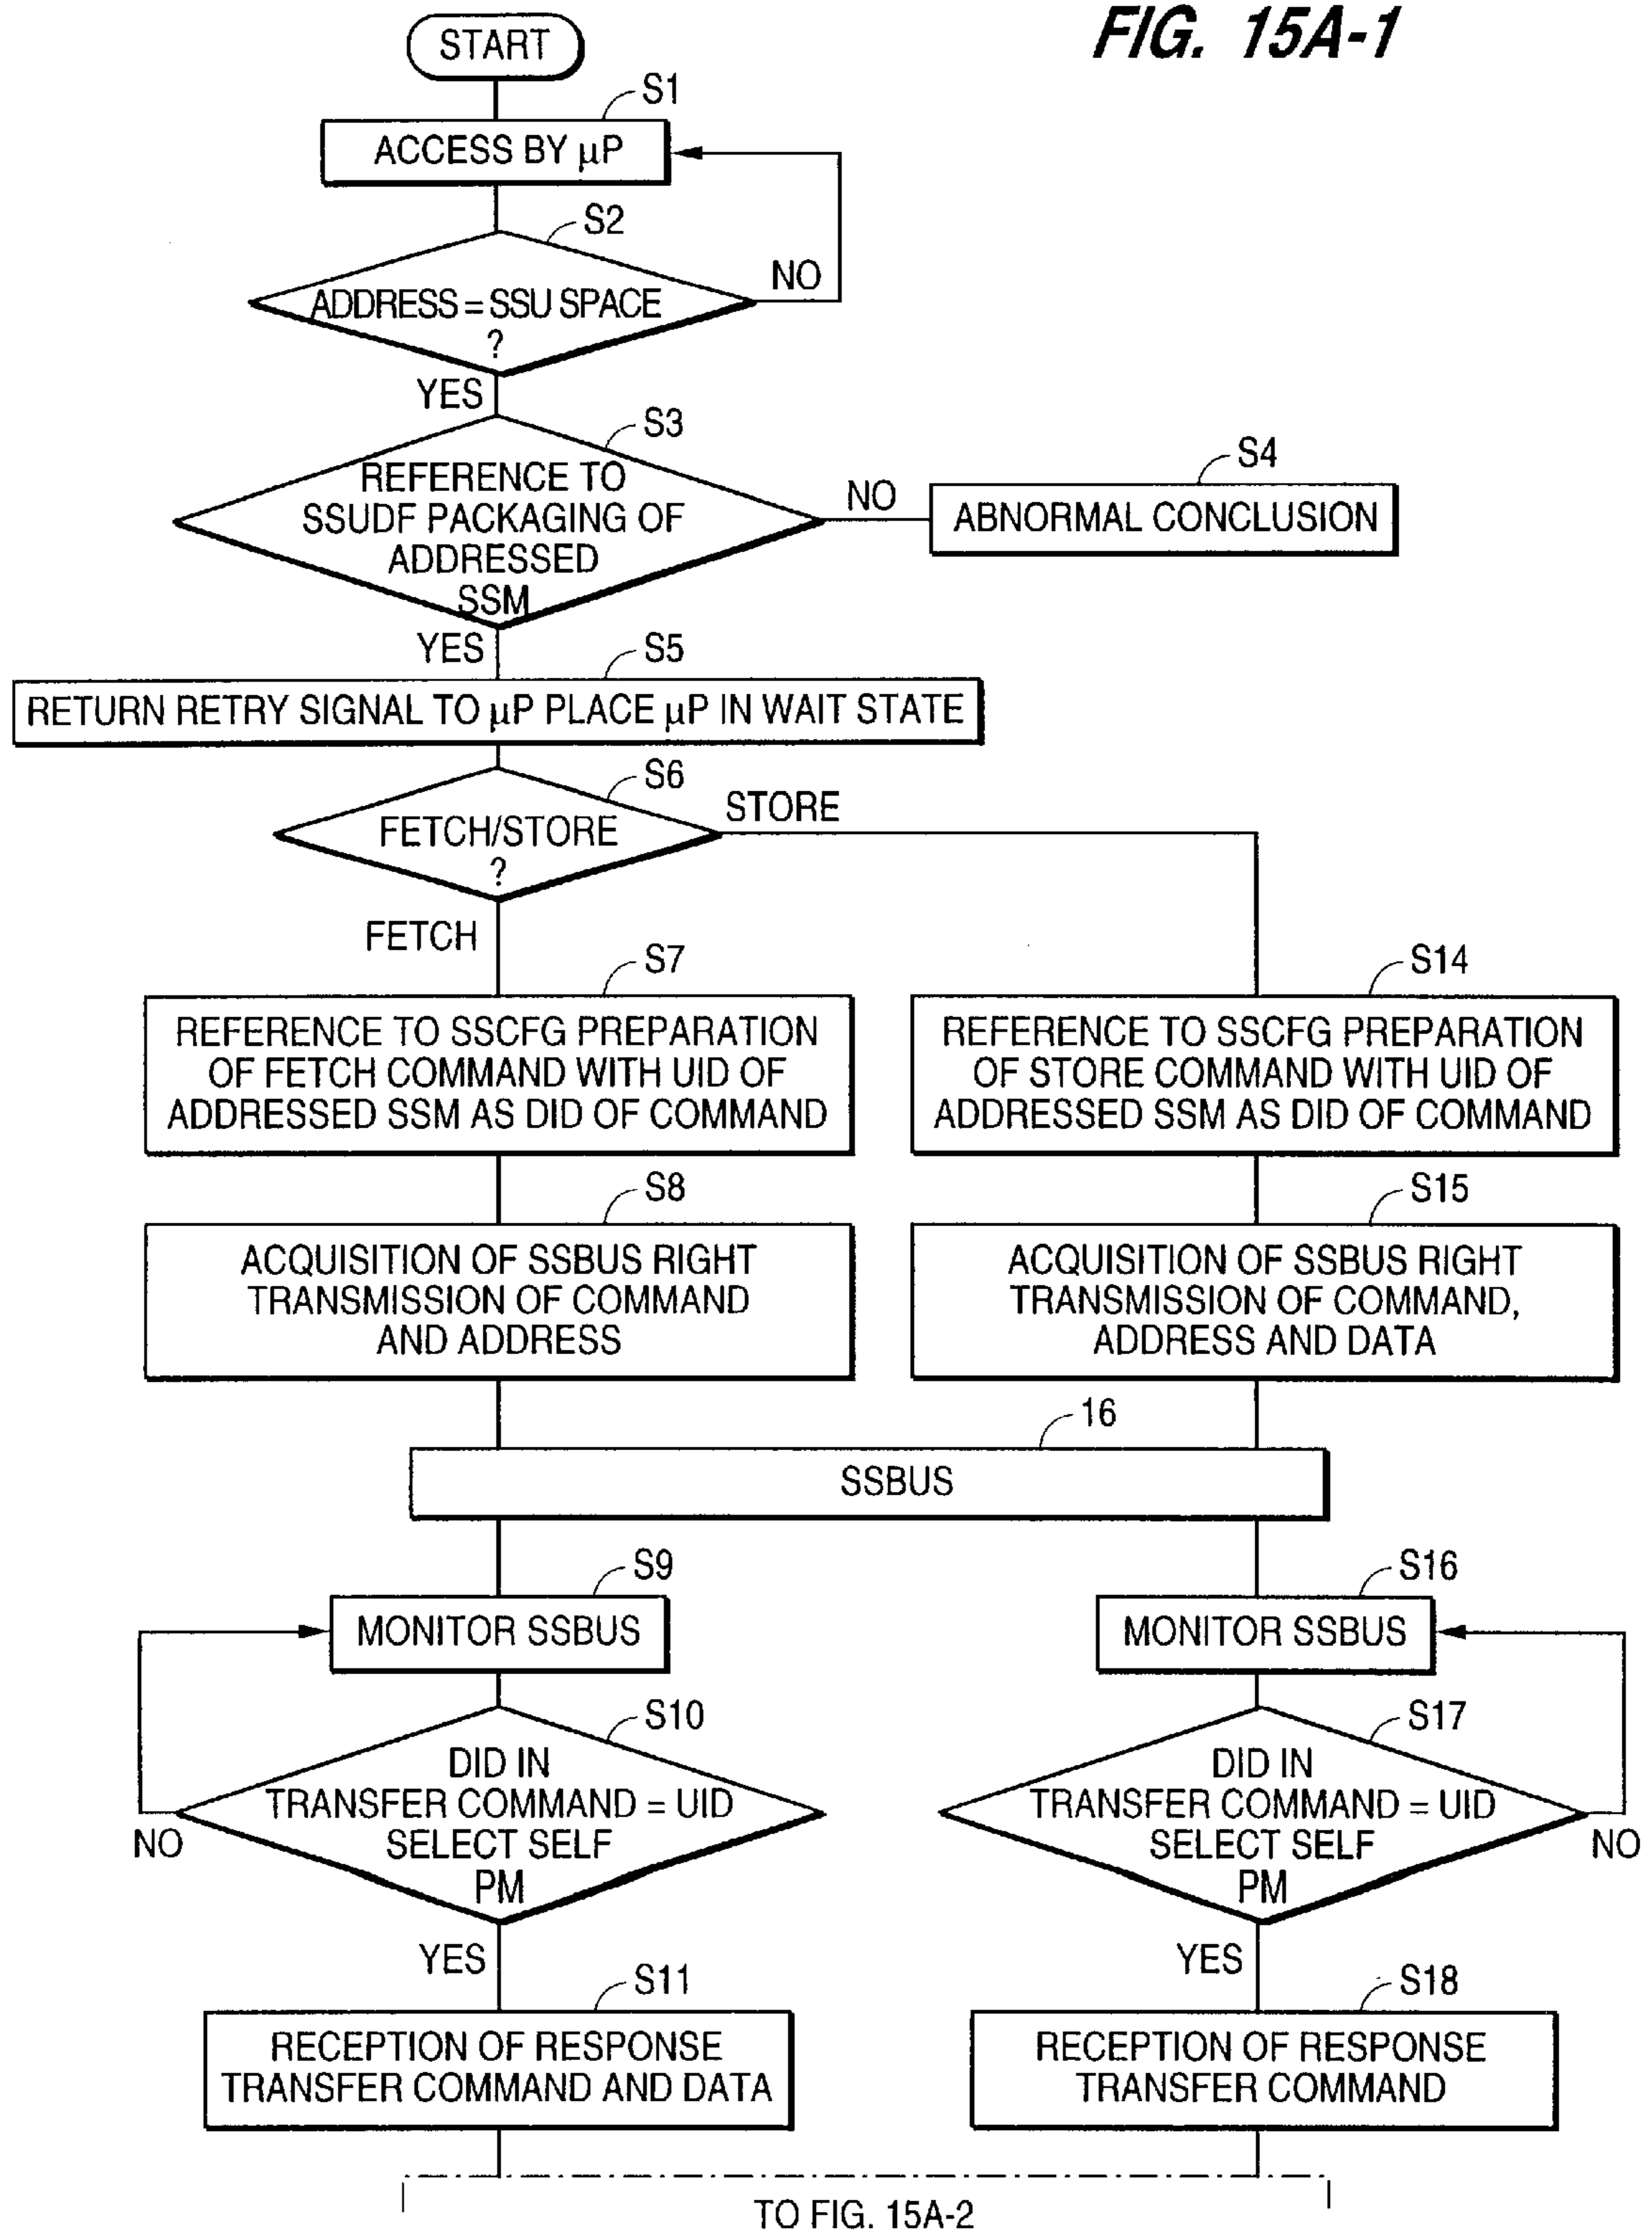 FIG. 15A-1
START
S1
ACCESS BY µP
S2
ADDRESS = SSU SPACE
?
NO
YES
S3
REFERENCE TO
SSUDF PACKAGING OF
ADDRESSED
SSM
NO
S4
ABNORMAL CONCLUSION
YES
S5
RETURN RETRY SIGNAL TO µP PLACE µP IN WAIT STATE
S6
FETCH/STORE
?
STORE
FETCH
S7
REFERENCE TO SSCFG PREPARATION
OF FETCH COMMAND WITH UID OF
ADDRESSED SSM AS DID OF COMMAND
S14
REFERENCE TO SSCFG PREPARATION
OF STORE COMMAND WITH UID OF
ADDRESSED SSM AS DID OF COMMAND
S8
ACQUISITION OF SSBUS RIGHT
TRANSMISSION OF COMMAND
AND ADDRESS
S15
ACQUISITION OF SSBUS RIGHT
TRANSMISSION OF COMMAND,
ADDRESS AND DATA
16
SSBUS
S9
MONITOR SSBUS
S16
MONITOR SSBUS
S10
DID IN
TRANSFER COMMAND = UID
SELECT SELF
PM
NO
YES
S17
DID IN
TRANSFER COMMAND = UID
SELECT SELF
PM
NO
YES
S11
RECEPTION OF RESPONSE
TRANSFER COMMAND AND DATA
S18
RECEPTION OF RESPONSE
TRANSFER COMMAND
TO FIG. 15A-2